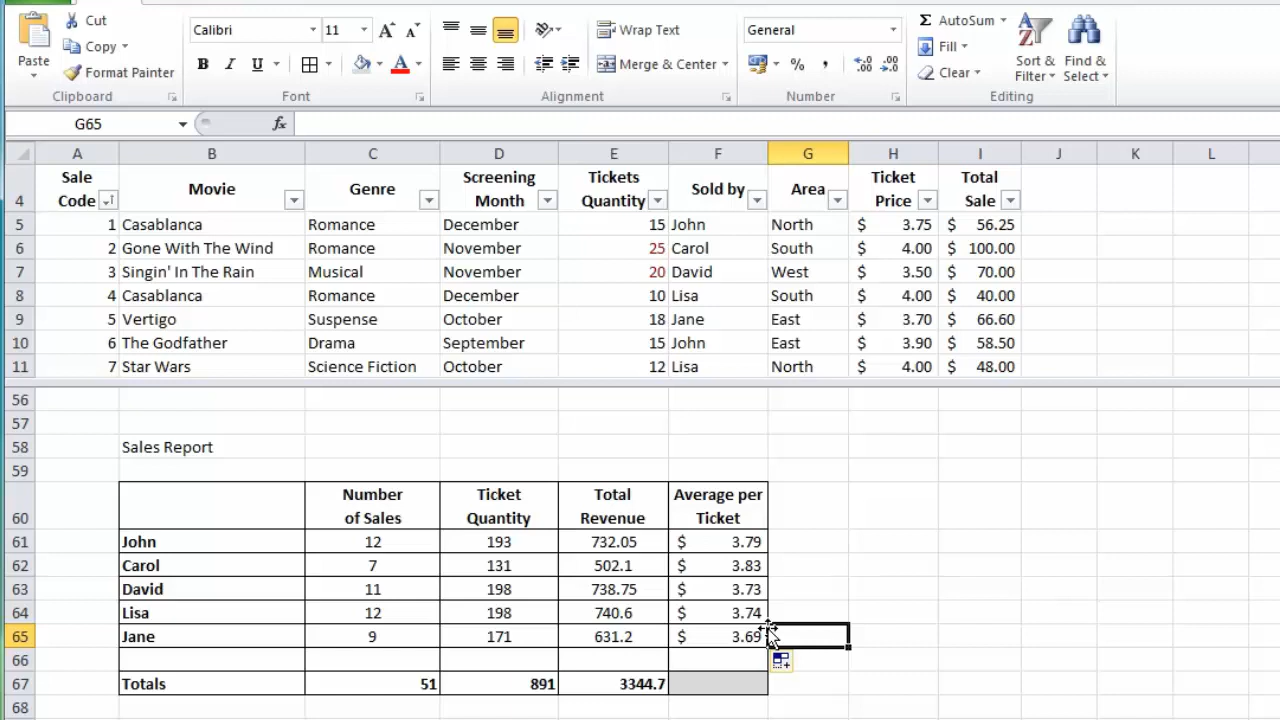 Cut
Copy
Format Painter
Paste
Clipboard
Calibri 11 A A
B I U A
Font
Wrap Text
Merge & Center
Alignment
General
% , .00 .00
Number
Σ AutoSum
Fill
Clear
Sort & Filter
Find & Select
Editing
G65 fx
A B C D E F G H I J K L
4 Sale Code Movie Genre Screening Month Tickets Quantity Sold by Area Ticket Price Total Sale
5 1 Casablanca Romance December 15 John North $ 3.75 $ 56.25
6 2 Gone With The Wind Romance November 25 Carol South $ 4.00 $ 100.00
7 3 Singin' In The Rain Musical November 20 David West $ 3.50 $ 70.00
8 4 Casablanca Romance December 10 Lisa South $ 4.00 $ 40.00
9 5 Vertigo Suspense October 18 Jane East $ 3.70 $ 66.60
10 6 The Godfather Drama September 15 John East $ 3.90 $ 58.50
11 7 Star Wars Science Fiction October 12 Lisa North $ 4.00 $ 48.00
56
57
58 Sales Report
59
60 Number of Sales Ticket Quantity Total Revenue Average per Ticket
61 John 12 193 732.05 $ 3.79
62 Carol 7 131 502.1 $ 3.83
63 David 11 198 738.75 $ 3.73
64 Lisa 12 198 740.6 $ 3.74
65 Jane 9 171 631.2 $ 3.69
66
67 Totals 51 891 3344.7
68